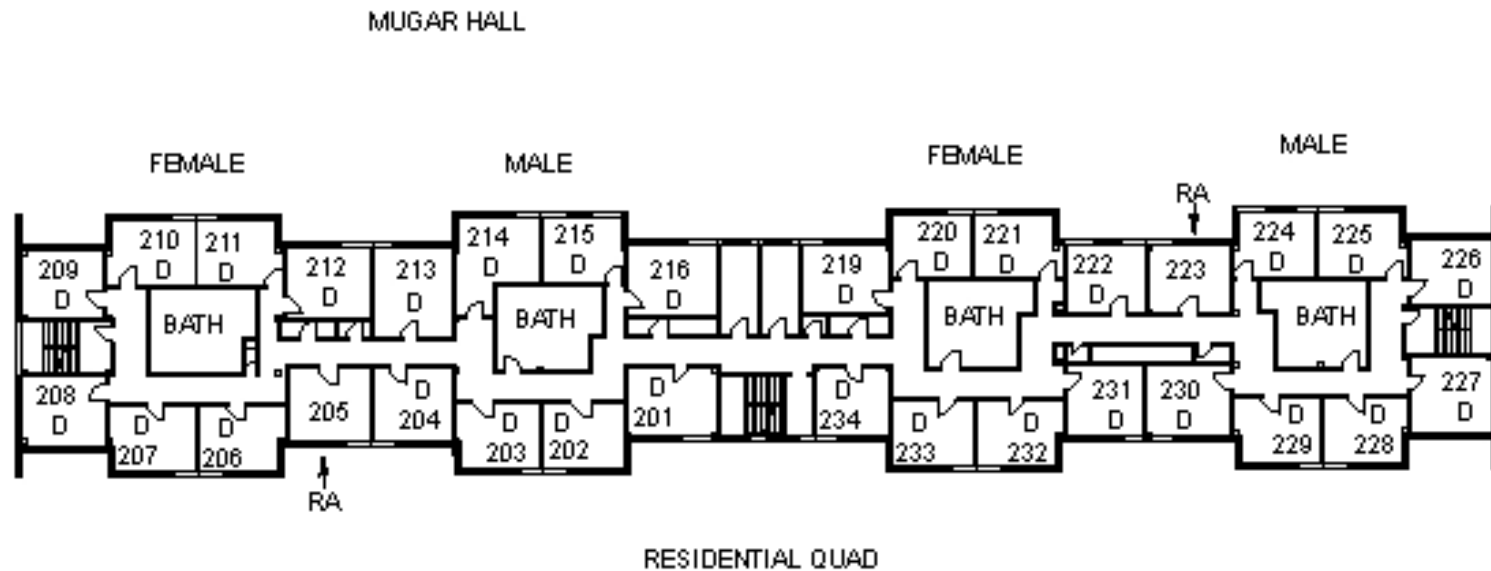 MUGAR HALL
FEMALE MALE FEMALE MALE
RA
210 211 214 215 220 221 224 225
D D D D D D D D
209 212 213 216 219 222 223 226
D D D D D D D
BATH BATH BATH BATH
208 205 204 201 234 231 230 227
D D D D D D D
207 206 203 202 233 232 229 228
D D D D D D D D
RA
RESIDENTIAL QUAD